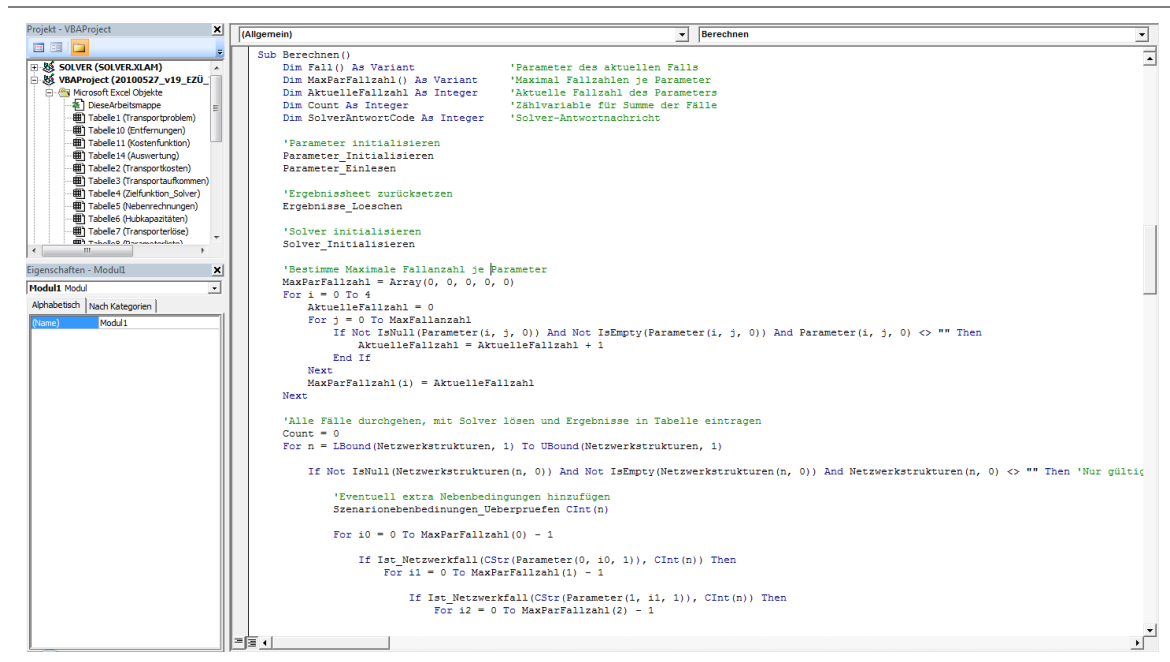 Projekt - VBAProject
SOLVER (SOLVER.XLAM)
VBAProject (20100527_v19_EZÜ_
Microsoft Excel Objekte
DieseArbeitsmappe
Tabelle1 (Transportproblem)
Tabelle10 (Entfernungen)
Tabelle11 (Kostenfunktion)
Tabelle14 (Auswertung)
Tabelle2 (Transportkosten)
Tabelle3 (Transportaufkommen)
Tabelle4 (Zielfunktion_Solver)
Tabelle5 (Nebenrechnungen)
Tabelle6 (Hubkapazitäten)
Tabelle7 (Transporterlöse)
Tabelle8 (Parameterliste)
Eigenschaften - Modul1
Modul1 Modul
Alphabetisch Nach Kategorien
(Name) Modul1
(Allgemein) Berechnen
Sub Berechnen()
Dim Fall() As Variant 'Parameter des aktuellen Falls
Dim MaxParFallzahl() As Variant 'Maximal Fallzahlen je Parameter
Dim AktuelleFallzahl As Integer 'Aktuelle Fallzahl des Parameters
Dim Count As Integer 'Zählvariable für Summe der Fälle
Dim SolverAntwortCode As Integer 'Solver-Antwortnachricht
'Parameter initialisieren
Parameter_Initialisieren
Parameter_Einlesen
'Ergebnissheet zurücksetzen
Ergebnisse_Loeschen
'Solver initialisieren
Solver_Initialisieren
'Bestimme Maximale Fallanzahl je Parameter
MaxParFallzahl = Array(0, 0, 0, 0, 0)
For i = 0 To 4
AktuelleFallzahl = 0
For j = 0 To MaxFallanzahl
If Not IsNull(Parameter(i, j, 0)) And Not IsEmpty(Parameter(i, j, 0)) And Parameter(i, j, 0) <> "" Then
AktuelleFallzahl = AktuelleFallzahl + 1
End If
Next
MaxParFallzahl(i) = AktuelleFallzahl
Next
'Alle Fälle durchgehen, mit Solver lösen und Ergebnisse in Tabelle eintragen
Count = 0
For n = LBound(Netzwerkstrukturen, 1) To UBound(Netzwerkstrukturen, 1)
If Not IsNull(Netzwerkstrukturen(n, 0)) And Not IsEmpty(Netzwerkstrukturen(n, 0)) And Netzwerkstrukturen(n, 0) <> "" Then 'Nur gültig
'Eventuell extra Nebenbedingungen hinzufügen
Szenarionebenbedinungen_Ueberpruefen CInt(n)
For i0 = 0 To MaxParFallzahl(0) - 1
If Ist_Netzwerkfall(CStr(Parameter(0, i0, 1)), CInt(n)) Then
For i1 = 0 To MaxParFallzahl(1) - 1
If Ist_Netzwerkfall(CStr(Parameter(1, i1, 1)), CInt(n)) Then
For i2 = 0 To MaxParFallzahl(2) - 1